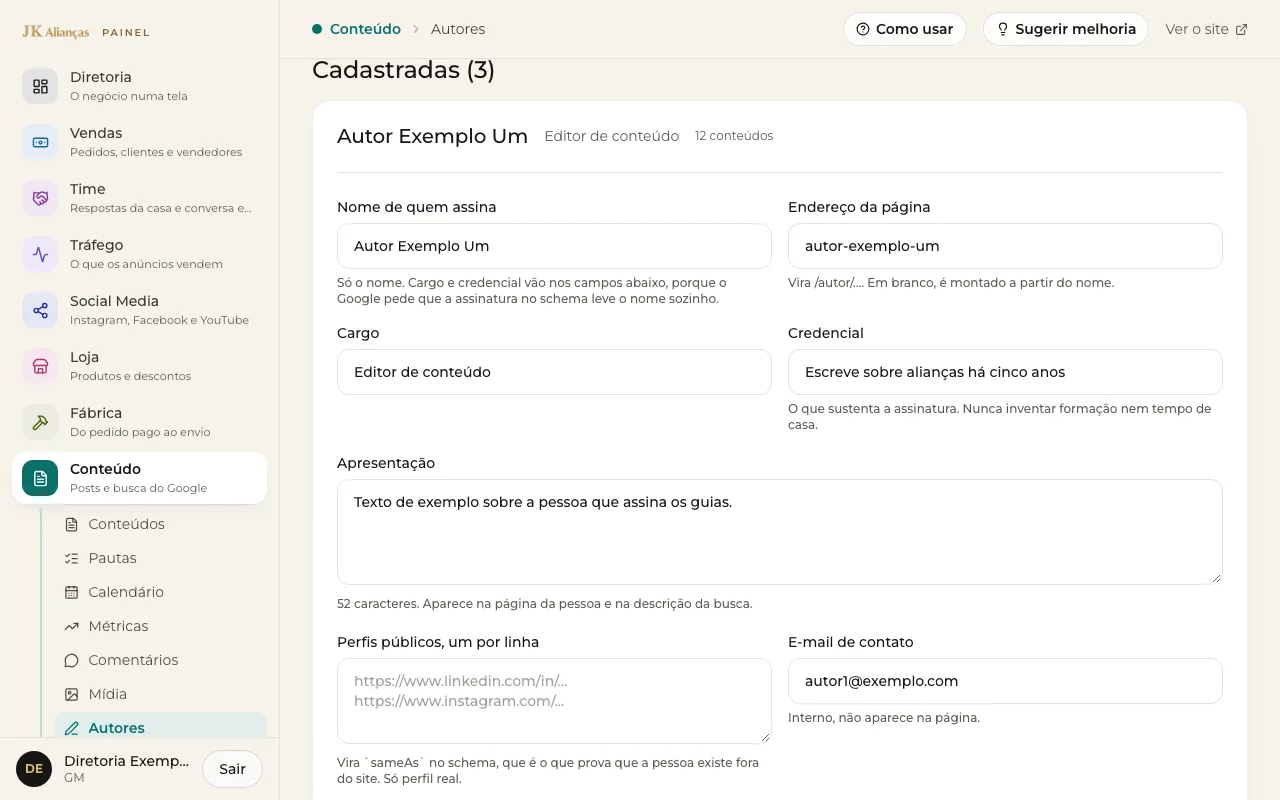 JK Alianças PAINEL
Conteúdo > Autores
Como usar
Sugerir melhoria
Ver o site
Diretoria
O negócio numa tela
Vendas
Pedidos, clientes e vendedores
Time
Respostas da casa e conversa e...
Tráfego
O que os anúncios vendem
Social Media
Instagram, Facebook e YouTube
Loja
Produtos e descontos
Fábrica
Do pedido pago ao envio
Conteúdo
Posts e busca do Google
Conteúdos
Pautas
Calendário
Métricas
Comentários
Mídia
Autores
DE
Diretoria Exemp...
GM
Sair
Cadastradas (3)
Autor Exemplo Um Editor de conteúdo 12 conteúdos
Nome de quem assina
Autor Exemplo Um
Só o nome. Cargo e credencial vão nos campos abaixo, porque o
Google pede que a assinatura no schema leve o nome sozinho.
Endereço da página
autor-exemplo-um
Vira /autor/.... Em branco, é montado a partir do nome.
Cargo
Editor de conteúdo
Credencial
Escreve sobre alianças há cinco anos
O que sustenta a assinatura. Nunca inventar formação nem tempo de
casa.
Apresentação
Texto de exemplo sobre a pessoa que assina os guias.
52 caracteres. Aparece na página da pessoa e na descrição da busca.
Perfis públicos, um por linha
https://www.linkedin.com/in/...
https://www.instagram.com/...
Vira `sameAs` no schema, que é o que prova que a pessoa existe fora
do site. Só perfil real.
E-mail de contato
autor1@exemplo.com
Interno, não aparece na página.